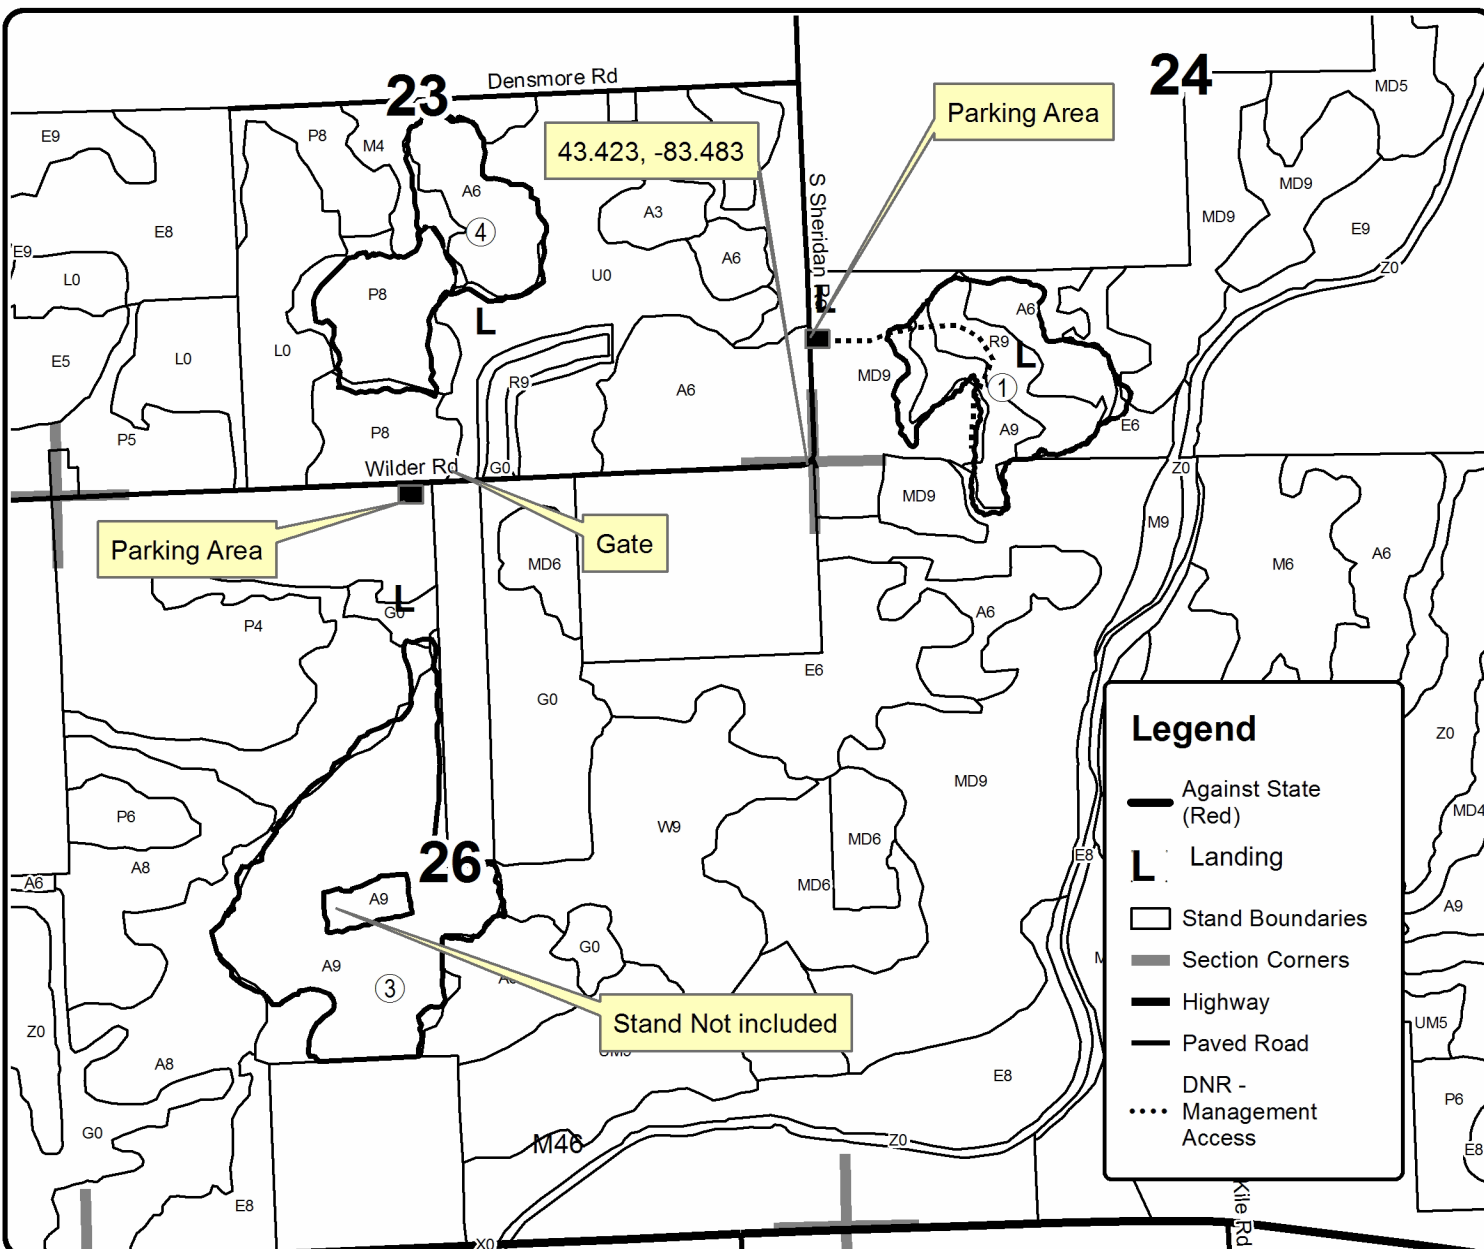 23
Densmore Rd
24
MD5
Parking Area
E9
P8
M4
43.423, -83.483
A6
MD9
S Sheridan Rd
A3
MD9
E8
4
E9
E9
A6
Z0
L0
U0
P8
A6
L
R9
L
L0
L0
E5
MD9
R9
1
A6
P5
P8
A9
E6
Wilder Rd
G0
Z0
MD9
M9
Parking Area
Gate
MD6
M6
A6
L
G0
A6
P4
E6
G0
Legend
Z0
Against State
(Red)
MD9
P6
W9
MD6
MD4
Landing
L
E8
26
A8
A6
MD6
A9
A9
Stand Boundaries
G0
A9
Section Corners
3
Highway
Stand Not included
Z0
UM5
Paved Road
A8
E8
DNR -
Management
Access
P6
G0
M46
Z0
E8
E8
Kile Rd
X0